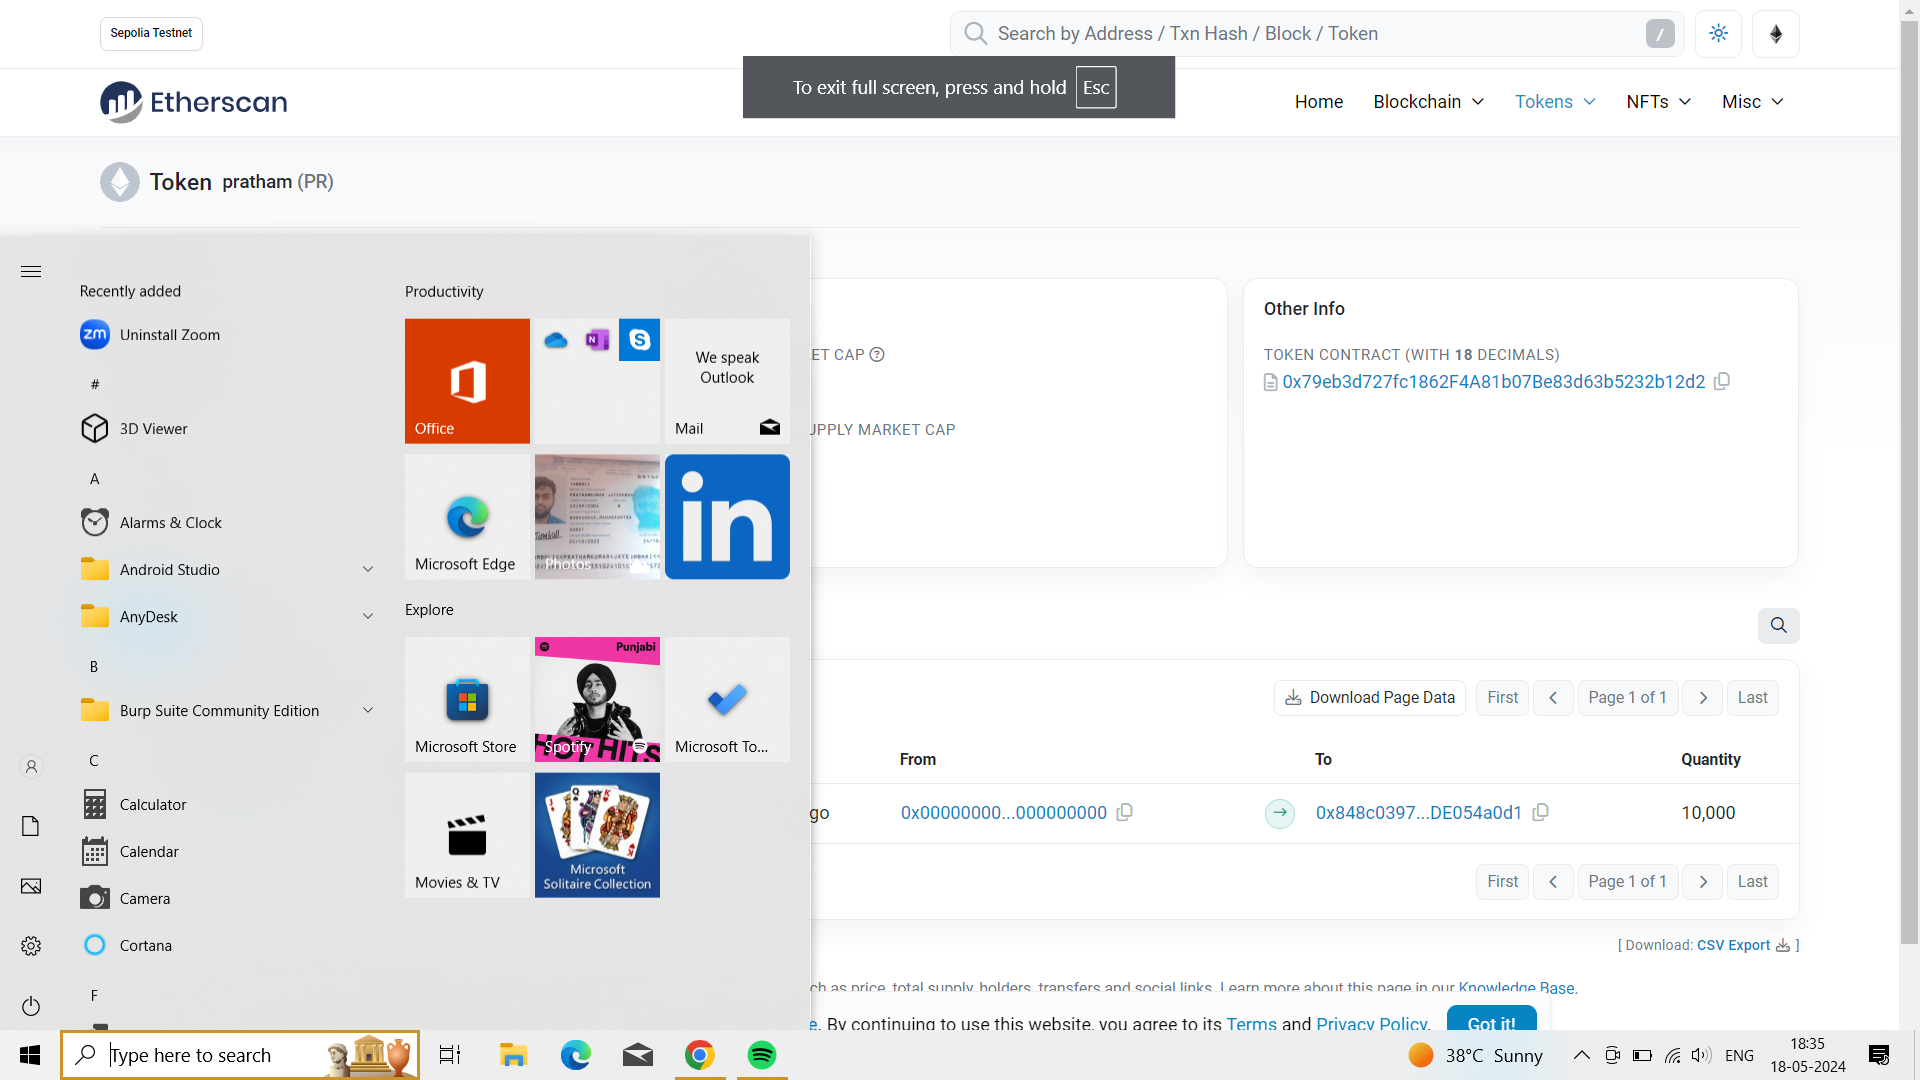 Sepolia Testnet
Search by Address / Txn Hash / Block / Token
/
To exit full screen, press and hold Esc
Etherscan
Home
Blockchain
Tokens
NFTs
Misc
Token pratham (PR)
Recently added
zm Uninstall Zoom
#
3D Viewer
A
Alarms & Clock
Android Studio
AnyDesk
B
Burp Suite Community Edition
C
Calculator
Calendar
Camera
Cortana
F
Productivity
Office
N
S
We speak
Outlook
Mail
Microsoft Edge
Photos
in
Explore
Microsoft Store
Punjabi
HOT HITS
Spotify
Microsoft To...
Movies & TV
J Q K
Microsoft
Solitaire Collection
ET CAP
UPPLY MARKET CAP
Other Info
TOKEN CONTRACT (WITH 18 DECIMALS)
0x79eb3d727fc1862F4A81b07Be83d63b5232b12d2
Download Page Data
First
Page 1 of 1
Last
From
To
Quantity
go
0x00000000...000000000
0x848c0397...DE054a0d1
10,000
First
Page 1 of 1
Last
[ Download: CSV Export ]
ch as price, total supply, holders, transfers and social links. Learn more about this page in our Knowledge Base.
e. By continuing to use this website, you agree to its Terms and Privacy Policy.
Got it!
Type here to search
38°C Sunny
ENG
18:35
18-05-2024